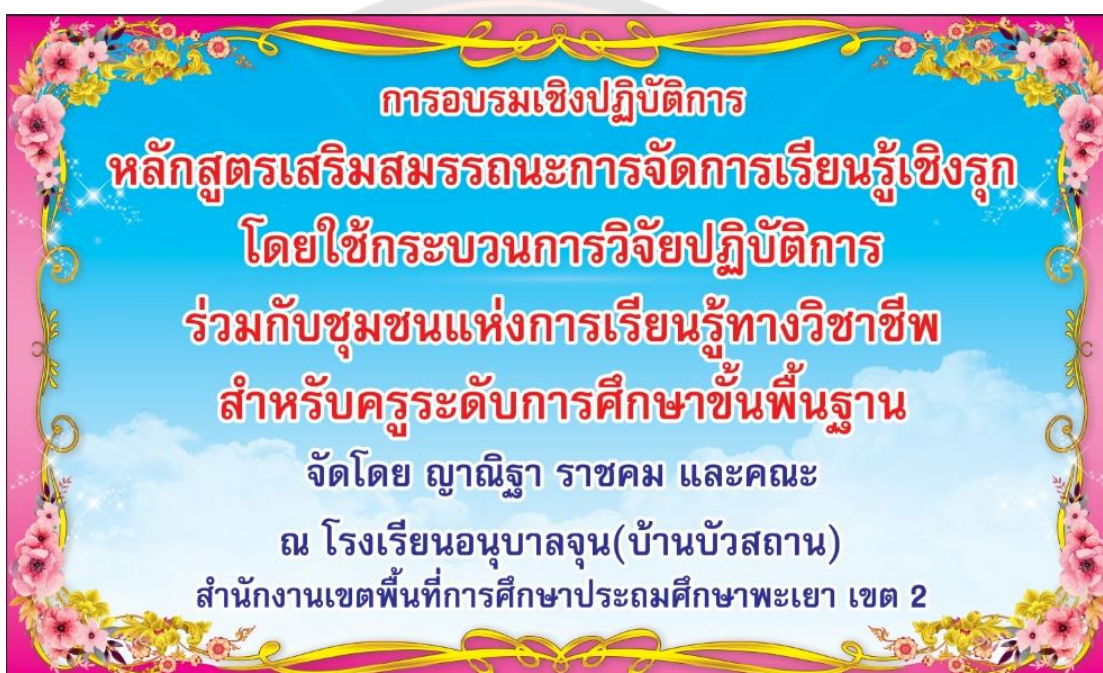 การอบรมเชิงปฏิบัติการ
หลักสูตรเสริมสมรรถนะการจัดการเรียนรู้เชิงรุก
โดยใช้กระบวนการวิจัยปฏิบัติการ
ร่วมกับชุมชนแห่งการเรียนรู้ทางวิชาชีพ
สำหรับครูระดับการศึกษาขั้นพื้นฐาน
จัดโดย ญาณิฐา ราชคม และคณะ
ณ โรงเรียนอนุบาลจุน(บ้านบัวสถาน)
สำนักงานเขตพื้นที่การศึกษาประถมศึกษาพะเยา เขต 2